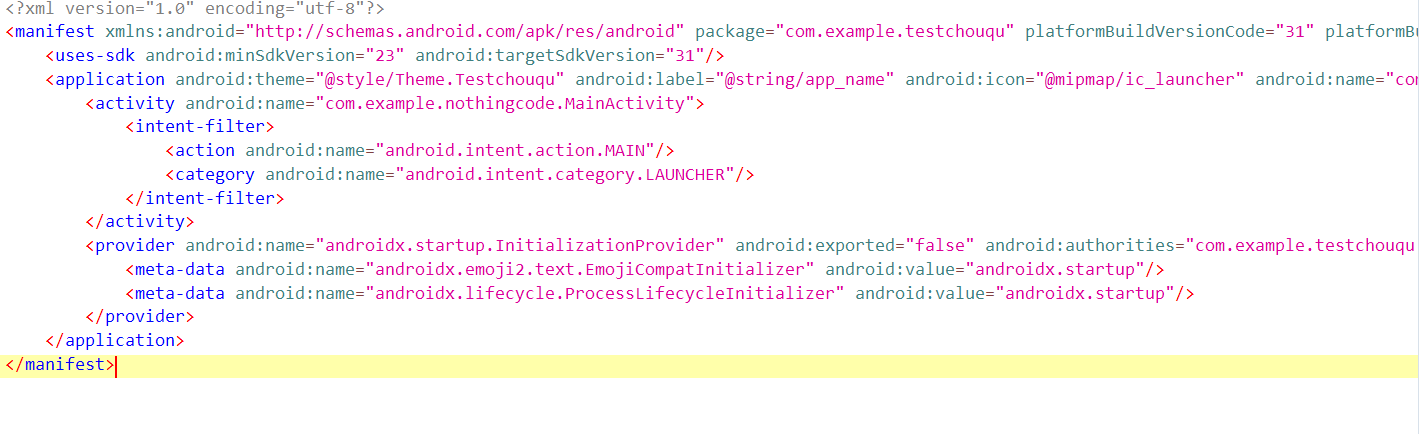 <?xml version="1.0" encoding="utf-8"?>
<manifest xmlns:android="http://schemas.android.com/apk/res/android" package="com.example.testchouqu" platformBuildVersionCode="31"
<uses-sdk android:minSdkVersion="23" android:targetSdkVersion="31"/>
<application android:theme="@style/Theme.Testchouqu" android:label="@string/app_name" android:icon="@mipmap/ic_launcher" android:name=
<activity android:name="com.example.nothingcode.MainActivity">
<intent-filter>
<action android:name="android.intent.action.MAIN"/>
<category android:name="android.intent.category.LAUNCHER"/>
</intent-filter>
</activity>
<provider android:name="androidx.startup.InitializationProvider" android:exported="false" android:authorities="com.example.testchouqu
<meta-data android:name="androidx.emoji2.text.EmojiCompatInitializer" android:value="androidx.startup"/>
<meta-data android:name="androidx.lifecycle.ProcessLifecycleInitializer" android:value="androidx.startup"/>
</provider>
</application>
</manifest>